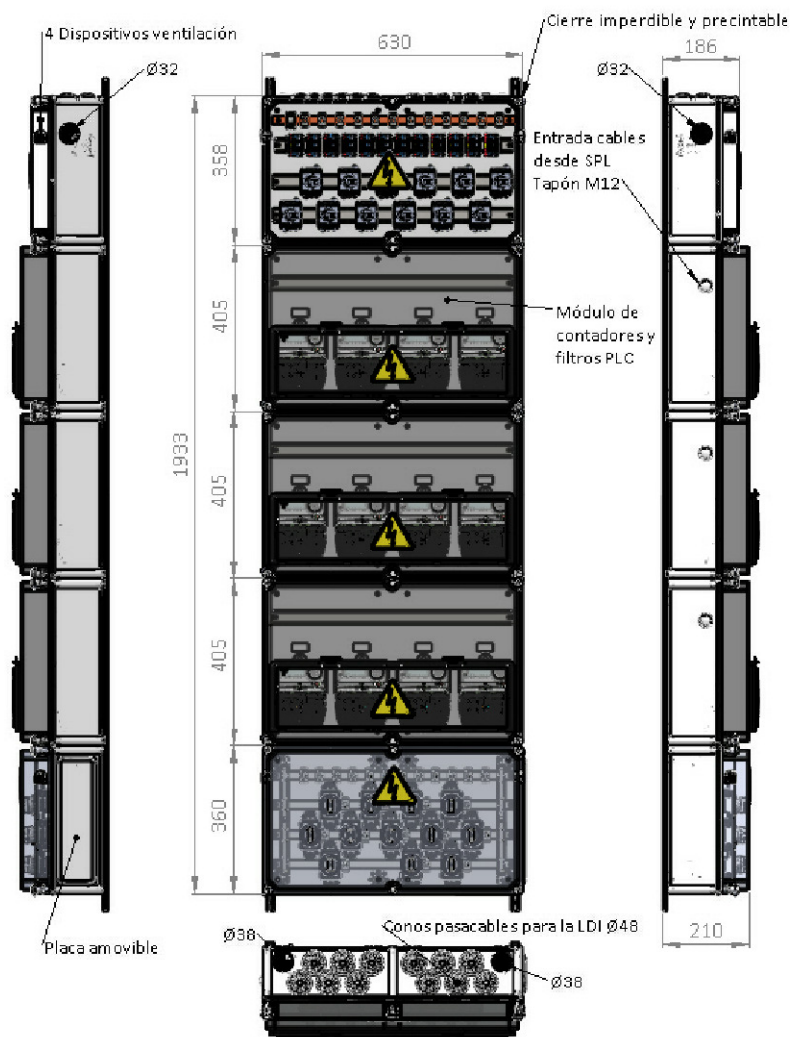 4 Dispositivos ventilación
Ø32
630
Cierre imperdible y precintable
186
Ø32
Entrada cables
desde SPL
Tapón M12
358
405
Módulo de
contadores y
filtros PLC
1933
405
405
360
Placa amovible
Ø38
Conos pasacables para la LDI Ø48
Ø38
210